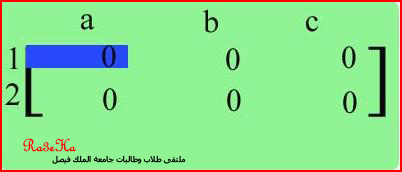 a b c
1 0 0 0
2 0 0 0
Ra3eHa
ملتقى طلاب وطالبات جامعة الملك فيصل